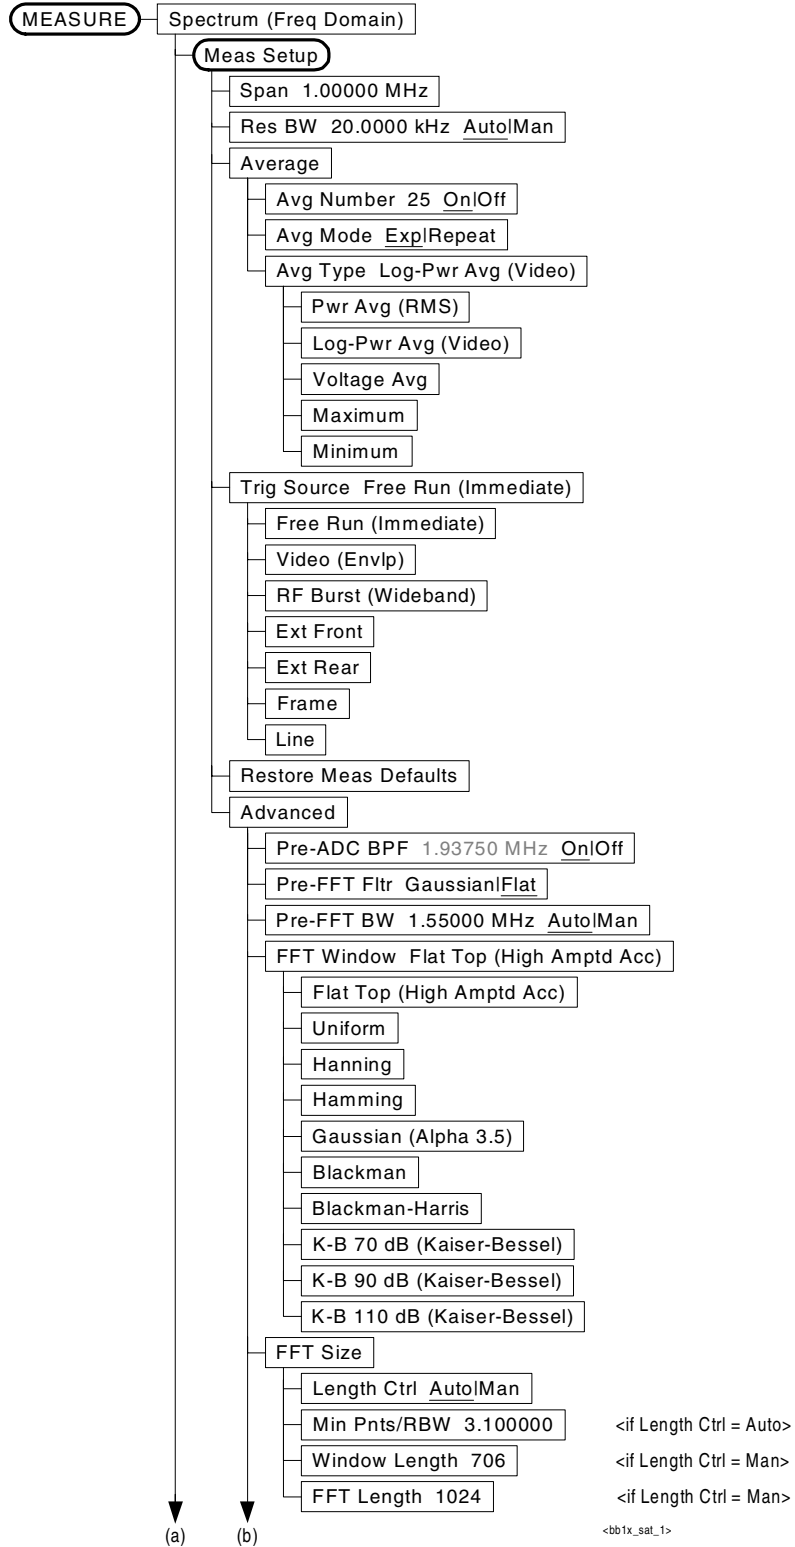 MEASURE Spectrum (Freq Domain)
Meas Setup
Span 1.00000 MHz
Res BW 20.0000 kHz Auto|Man
Average
Avg Number 25 On|Off
Avg Mode Exp|Repeat
Avg Type Log-Pwr Avg (Video)
Pwr Avg (RMS)
Log-Pwr Avg (Video)
Voltage Avg
Maximum
Minimum
Trig Source Free Run (Immediate)
Free Run (Immediate)
Video (Envlp)
RF Burst (Wideband)
Ext Front
Ext Rear
Frame
Line
Restore Meas Defaults
Advanced
Pre-ADC BPF 1.93750 MHz On|Off
Pre-FFT Fltr Gaussian|Flat
Pre-FFT BW 1.55000 MHz Auto|Man
FFT Window Flat Top (High Amptd Acc)
Flat Top (High Amptd Acc)
Uniform
Hanning
Hamming
Gaussian (Alpha 3.5)
Blackman
Blackman-Harris
K-B 70 dB (Kaiser-Bessel)
K-B 90 dB (Kaiser-Bessel)
K-B 110 dB (Kaiser-Bessel)
FFT Size
Length Ctrl Auto|Man
Min Pnts/RBW 3.100000 <if Length Ctrl = Auto>
Window Length 706 <if Length Ctrl = Man>
FFT Length 1024 <if Length Ctrl = Man>
(a) (b) <bb1x_sat_1>